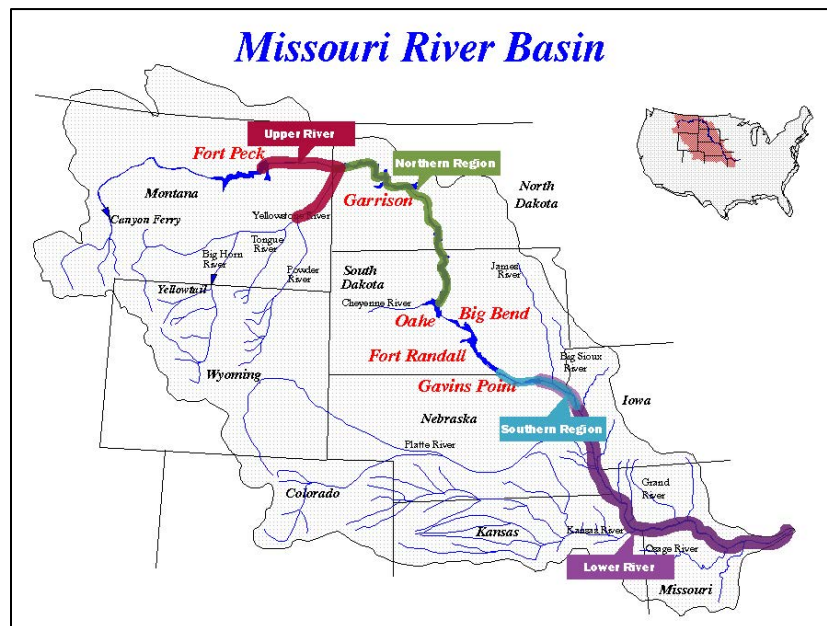 Missouri River Basin
Upper River
Fort Peck
Northern Region
Montana
Garrison
North
Dakota
Canyon Ferry
Yellowstone River
Tongue
River
Big Horn
River
South
Dakota
Powder
River
James
River
Yellowtail
Cheyenne River
Oahe
Big Bend
Fort Randall
Big Sioux
River
Wyoming
Gavins Point
Iowa
Nebraska
Southern Region
Platte River
Grand
River
Colorado
Kansas
Kansas River
Osage River
Lower River
Missouri